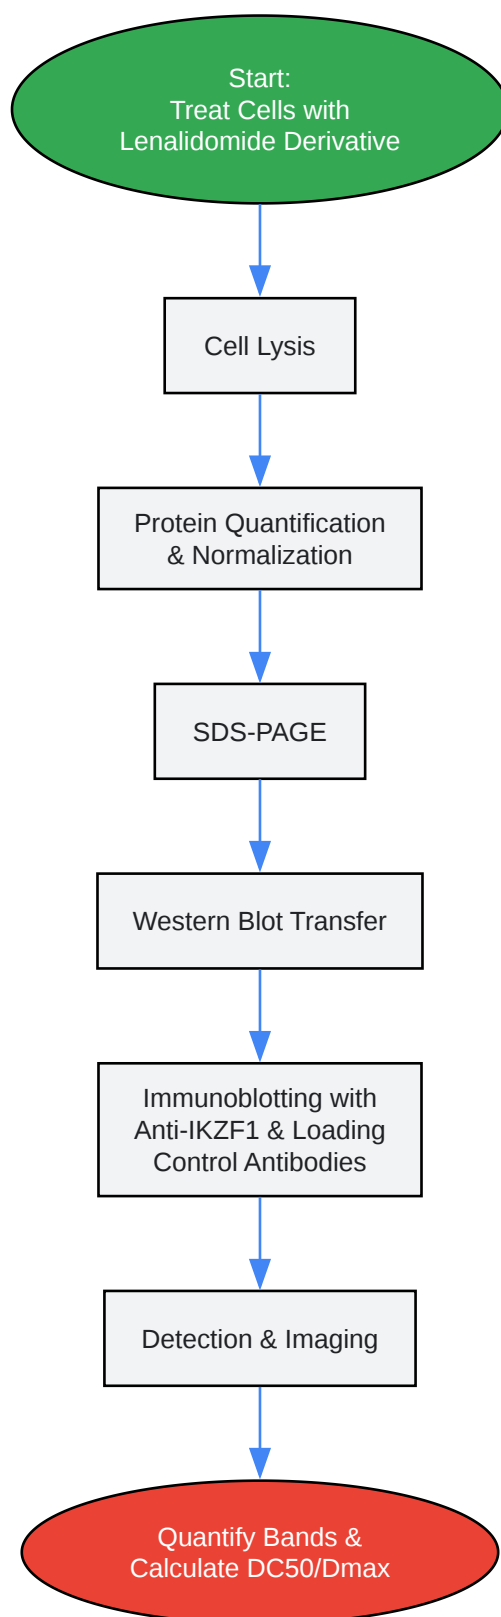 Start:
Treat Cells with
Lenalidomide Derivative
Cell Lysis
Protein Quantification
& Normalization
SDS-PAGE
Western Blot Transfer
Immunoblotting with
Anti-IKZF1 & Loading
Control Antibodies
Detection & Imaging
Quantify Bands &
Calculate DC50/Dmax